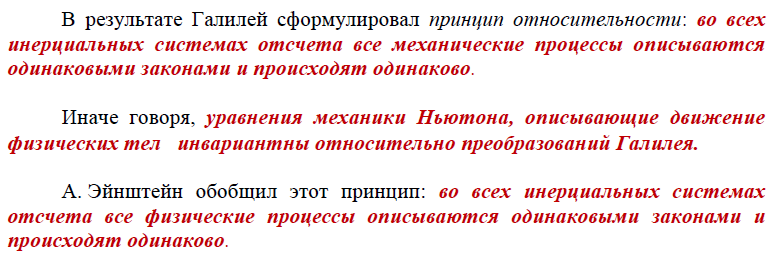 В результате Галилей сформулировал принцип относительности: во всех
инерциальных системах отсчета все механические процессы описываются
одинаковыми законами и происходят одинаково.
Иначе говоря, уравнения механики Ньютона, описывающие движение
физических тел инвариантны относительно преобразований Галилея.
А. Эйнштейн обобщил этот принцип: во всех инерциальных системах
отсчета все физические процессы описываются одинаковыми законами и
происходят одинаково.